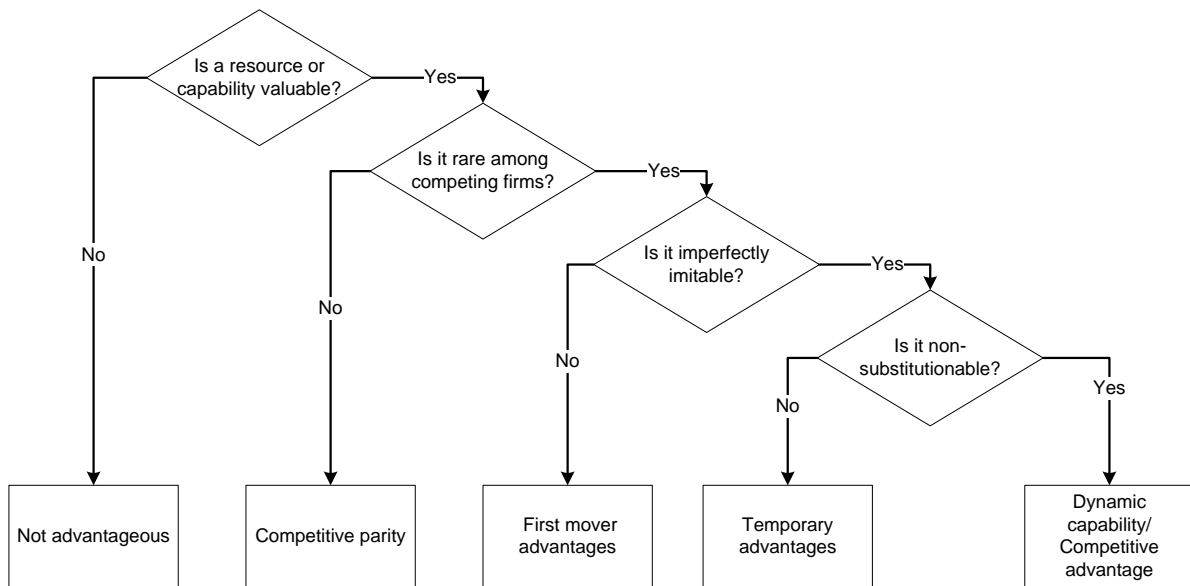 Is a resource or
capability valuable?
Yes
Is it rare among
competing firms?
Yes
No
Is it imperfectly
imitable?
Yes
No
Is it non-
substitutionable?
No
Yes
No
Not advantageous
Competitive parity
First mover
advantages
Temporary
advantages
Dynamic
capability/
Competitive
advantage